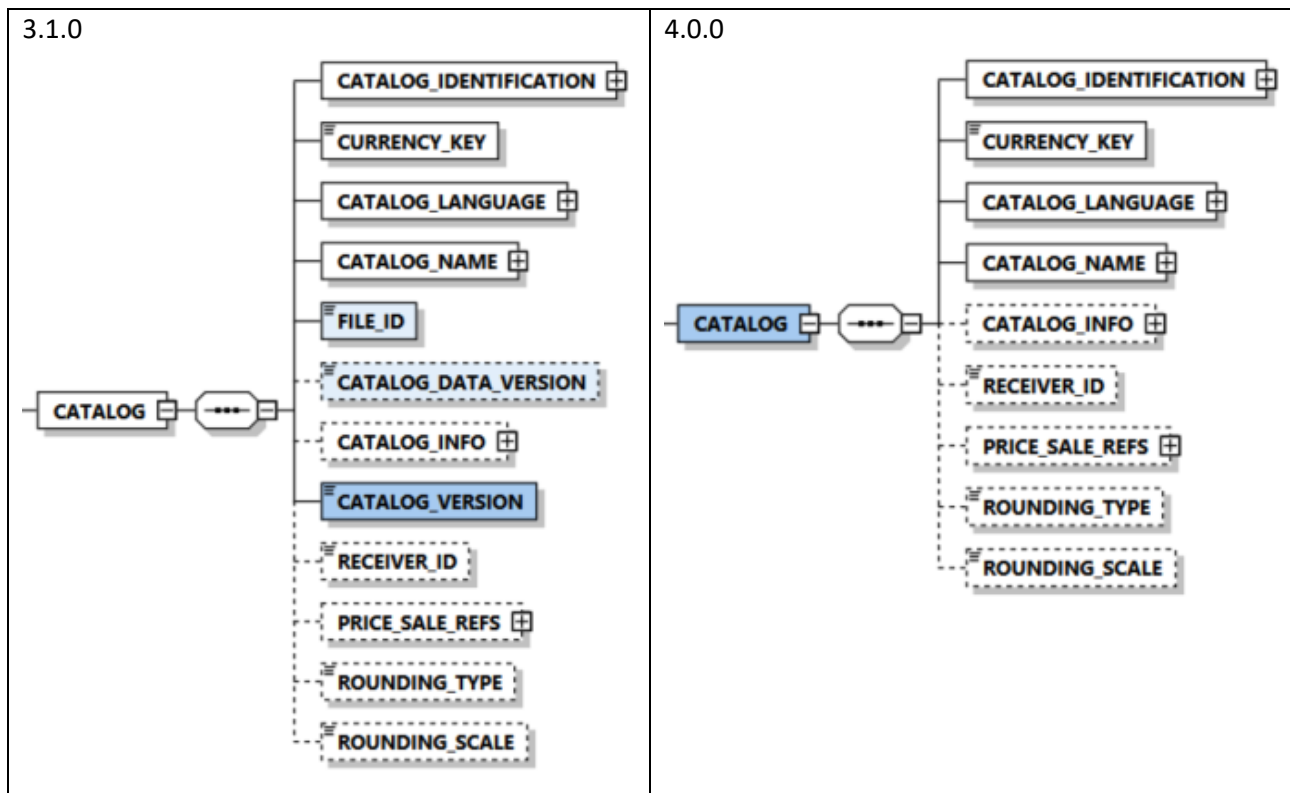 3.1.0
CATALOG_IDENTIFICATION
CURRENCY_KEY
CATALOG_LANGUAGE
CATALOG_NAME
FILE_ID
CATALOG_DATA_VERSION
CATALOG
CATALOG_INFO
CATALOG_VERSION
RECEIVER_ID
PRICE_SALE_REFS
ROUNDING_TYPE
ROUNDING_SCALE
4.0.0
CATALOG_IDENTIFICATION
CURRENCY_KEY
CATALOG_LANGUAGE
CATALOG_NAME
CATALOG
CATALOG_INFO
RECEIVER_ID
PRICE_SALE_REFS
ROUNDING_TYPE
ROUNDING_SCALE